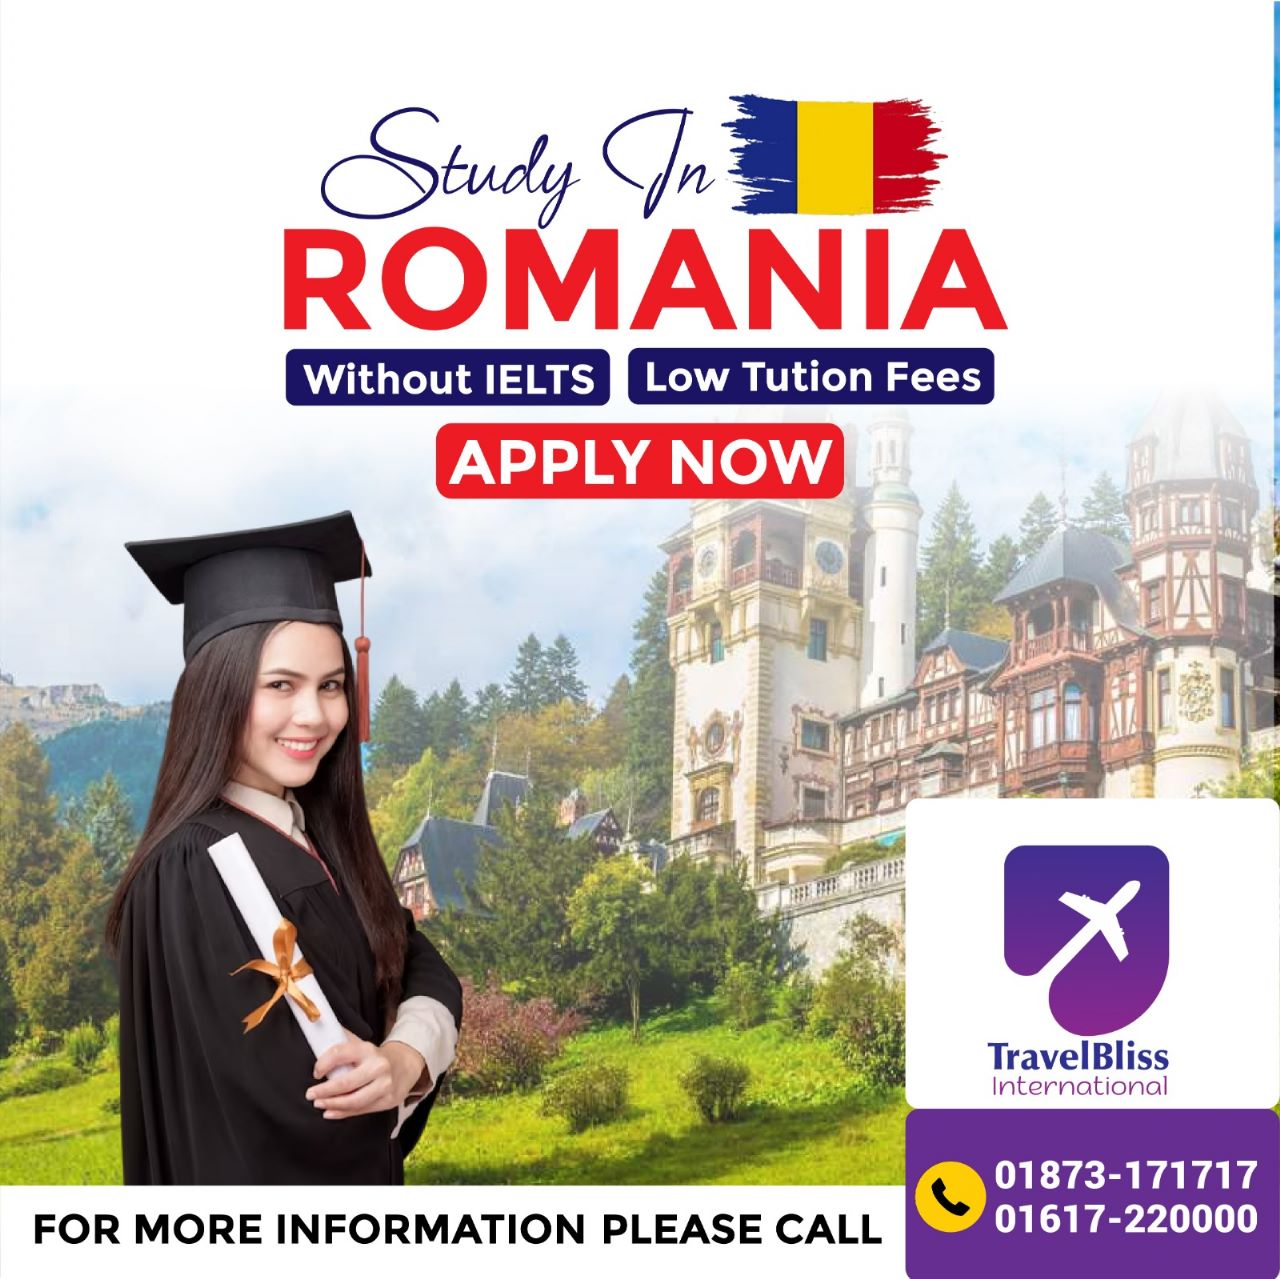 Study In
ROMANIA
Without IELTS
Low Tution Fees
APPLY NOW
TravelBliss
International
01873-171717
01617-220000
FOR MORE INFORMATION PLEASE CALL